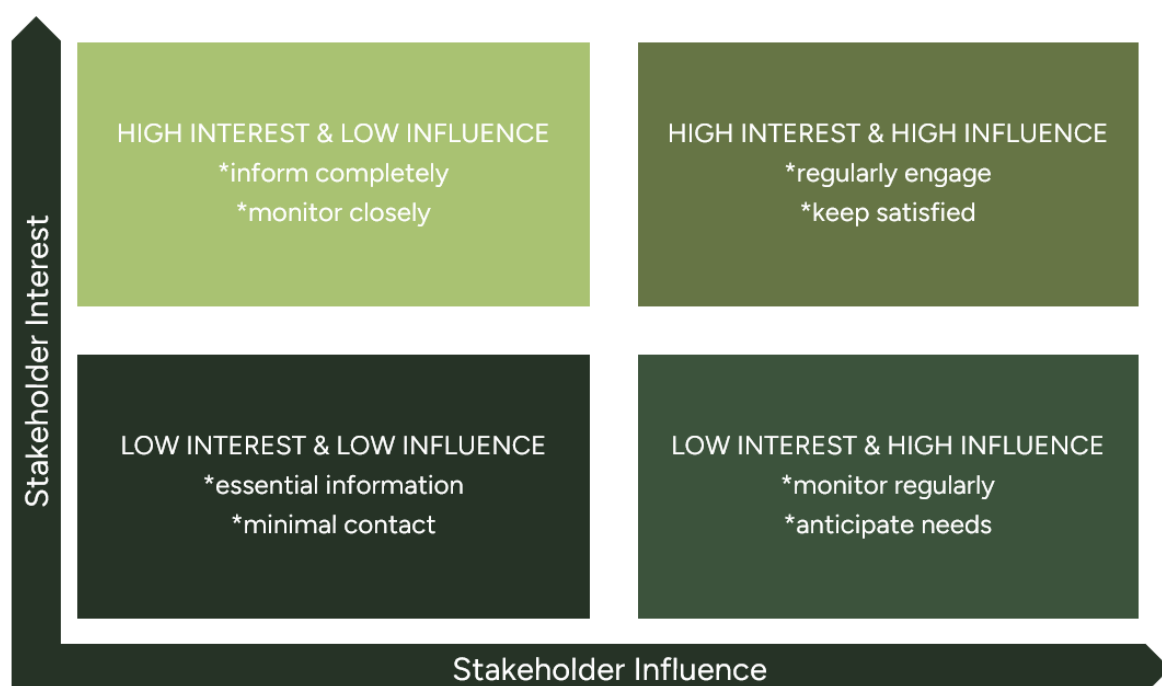 Stakeholder Interest
HIGH INTEREST & LOW INFLUENCE
*inform completely
*monitor closely
HIGH INTEREST & HIGH INFLUENCE
*regularly engage
*keep satisfied
LOW INTEREST & LOW INFLUENCE
*essential information
*minimal contact
LOW INTEREST & HIGH INFLUENCE
*monitor regularly
*anticipate needs
Stakeholder Influence